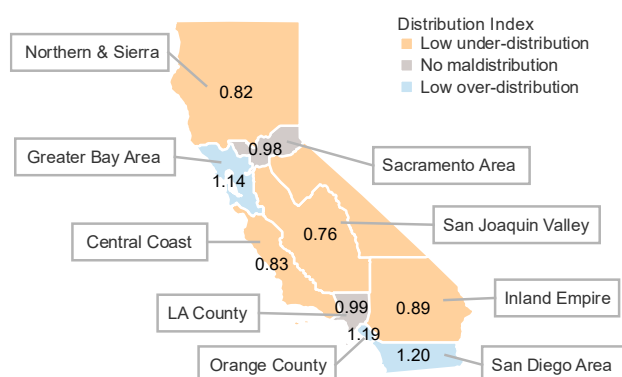 Distribution Index
Low under-distribution
No maldistribution
Low over-distribution
Northern & Sierra
0.82
0.98
Greater Bay Area
Sacramento Area
1.14
San Joaquin Valley
0.76
Central Coast
0.83
LA County
0.99
0.89
Inland Empire
1.19
Orange County
1.20
San Diego Area